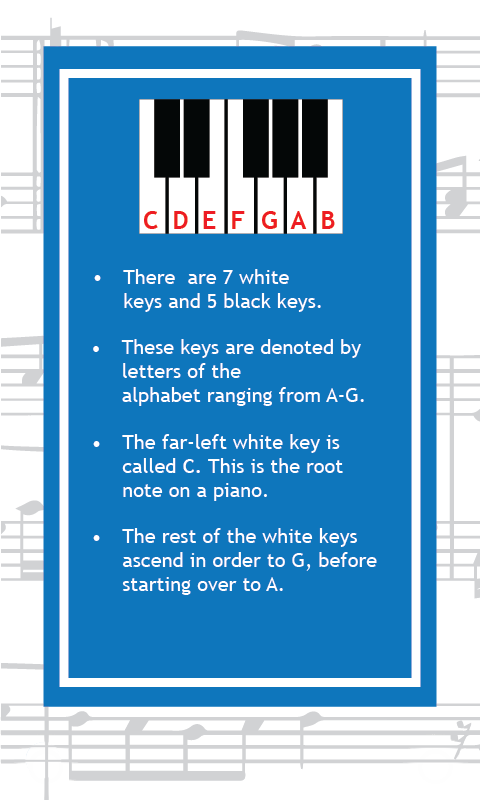 C D E F G A B
• There  are 7 white
keys and 5 black keys.
• These keys are denoted by
letters of the
alphabet ranging from A-G.
• The far-left white key is
called C. This is the root
note on a piano.
• The rest of the white keys
ascend in order to G, before
starting over to A.